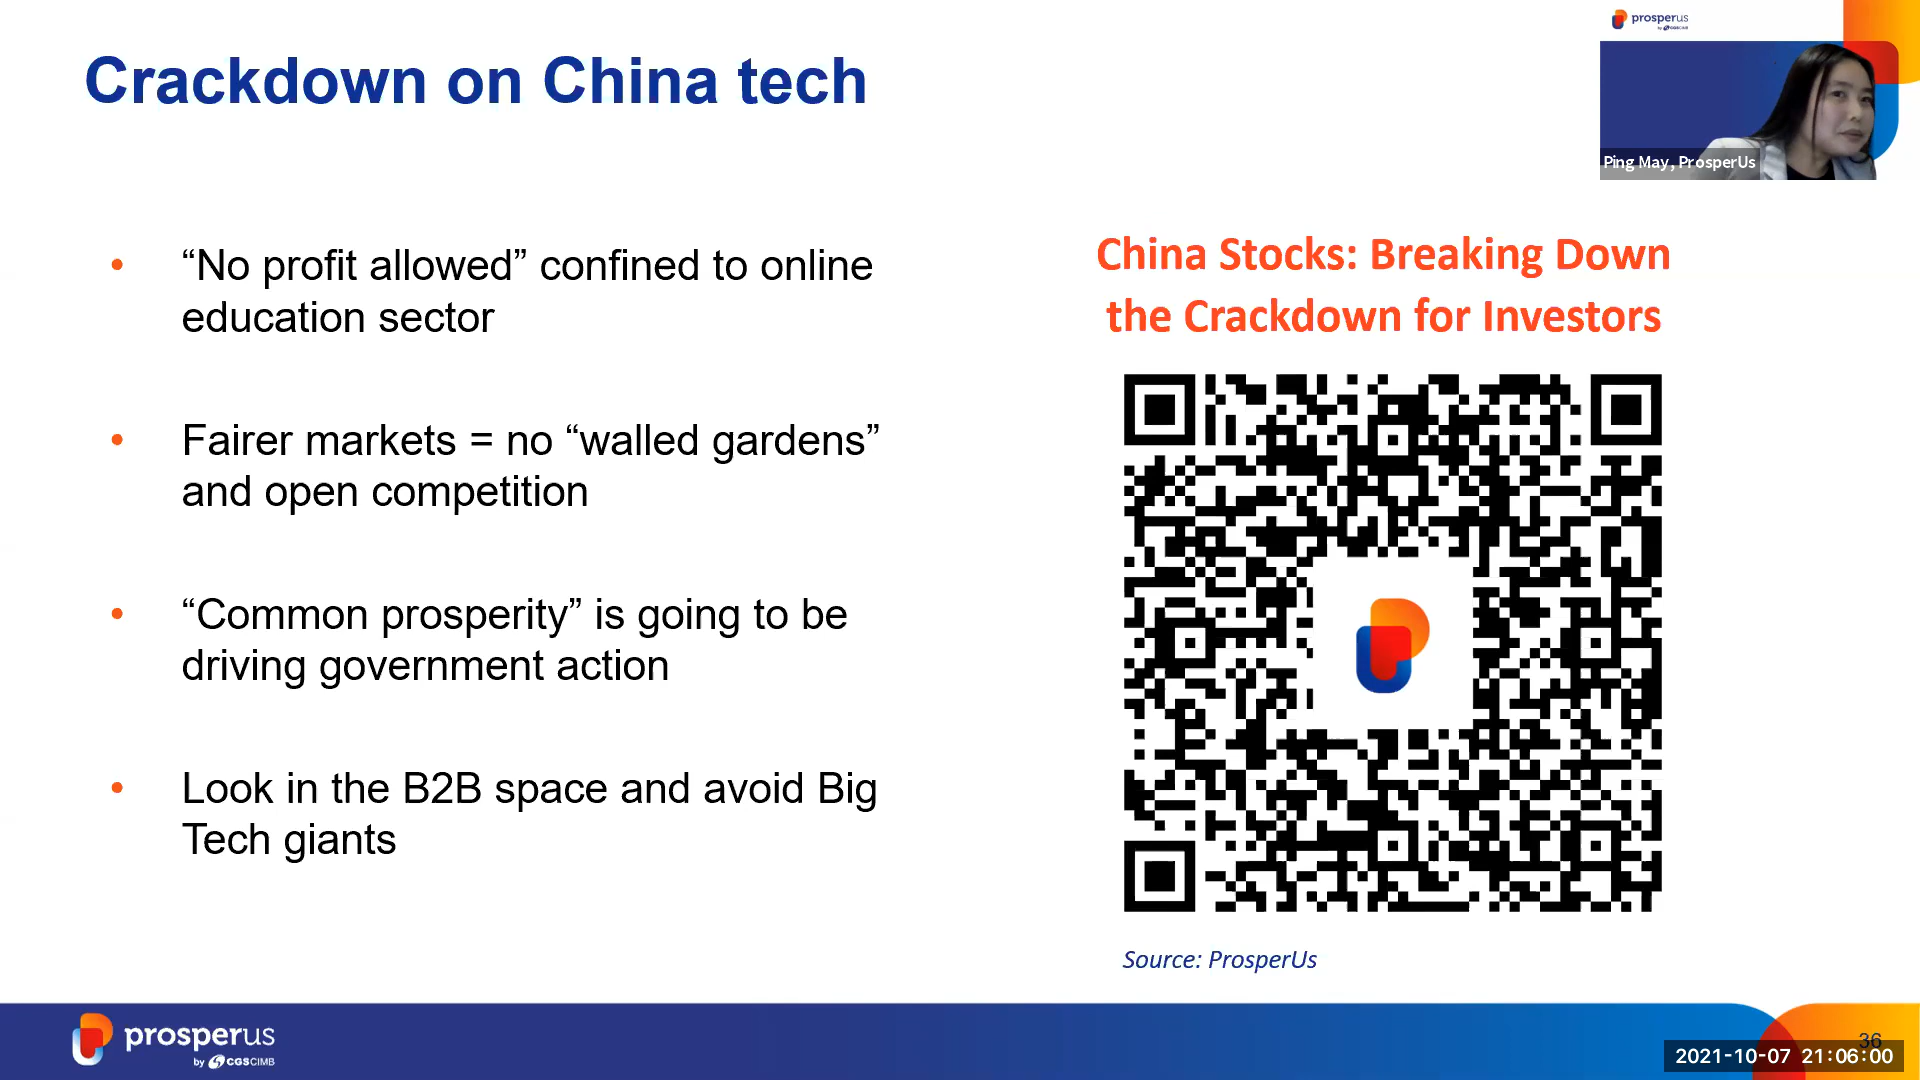 Crackdown on China tech
prosperus
by CGSCIMB
Ping May, ProsperUs
“No profit allowed” confined to online
education sector
Fairer markets = no “walled gardens”
and open competition
“Common prosperity” is going to be
driving government action
Look in the B2B space and avoid Big
Tech giants
China Stocks: Breaking Down
the Crackdown for Investors
Source: ProsperUs
prosperus
by CGSCIMB
36
2021-10-07 21:06:00